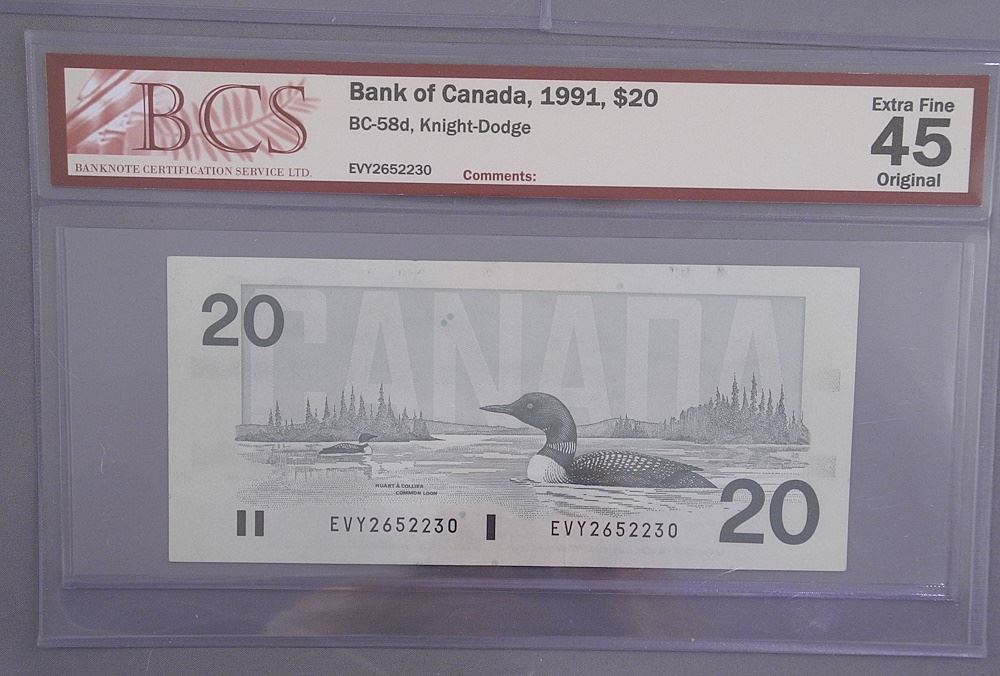 BCS
BANKNOTE CERTIFICATION SERVICE LTD.
Bank of Canada, 1991, $20
BC-58d, Knight-Dodge
EVY2652230
Comments:
Extra Fine
45
Original
20
CANADA
HUART À COLLIER
COMMON LOON
EVY2652230
EVY2652230
20